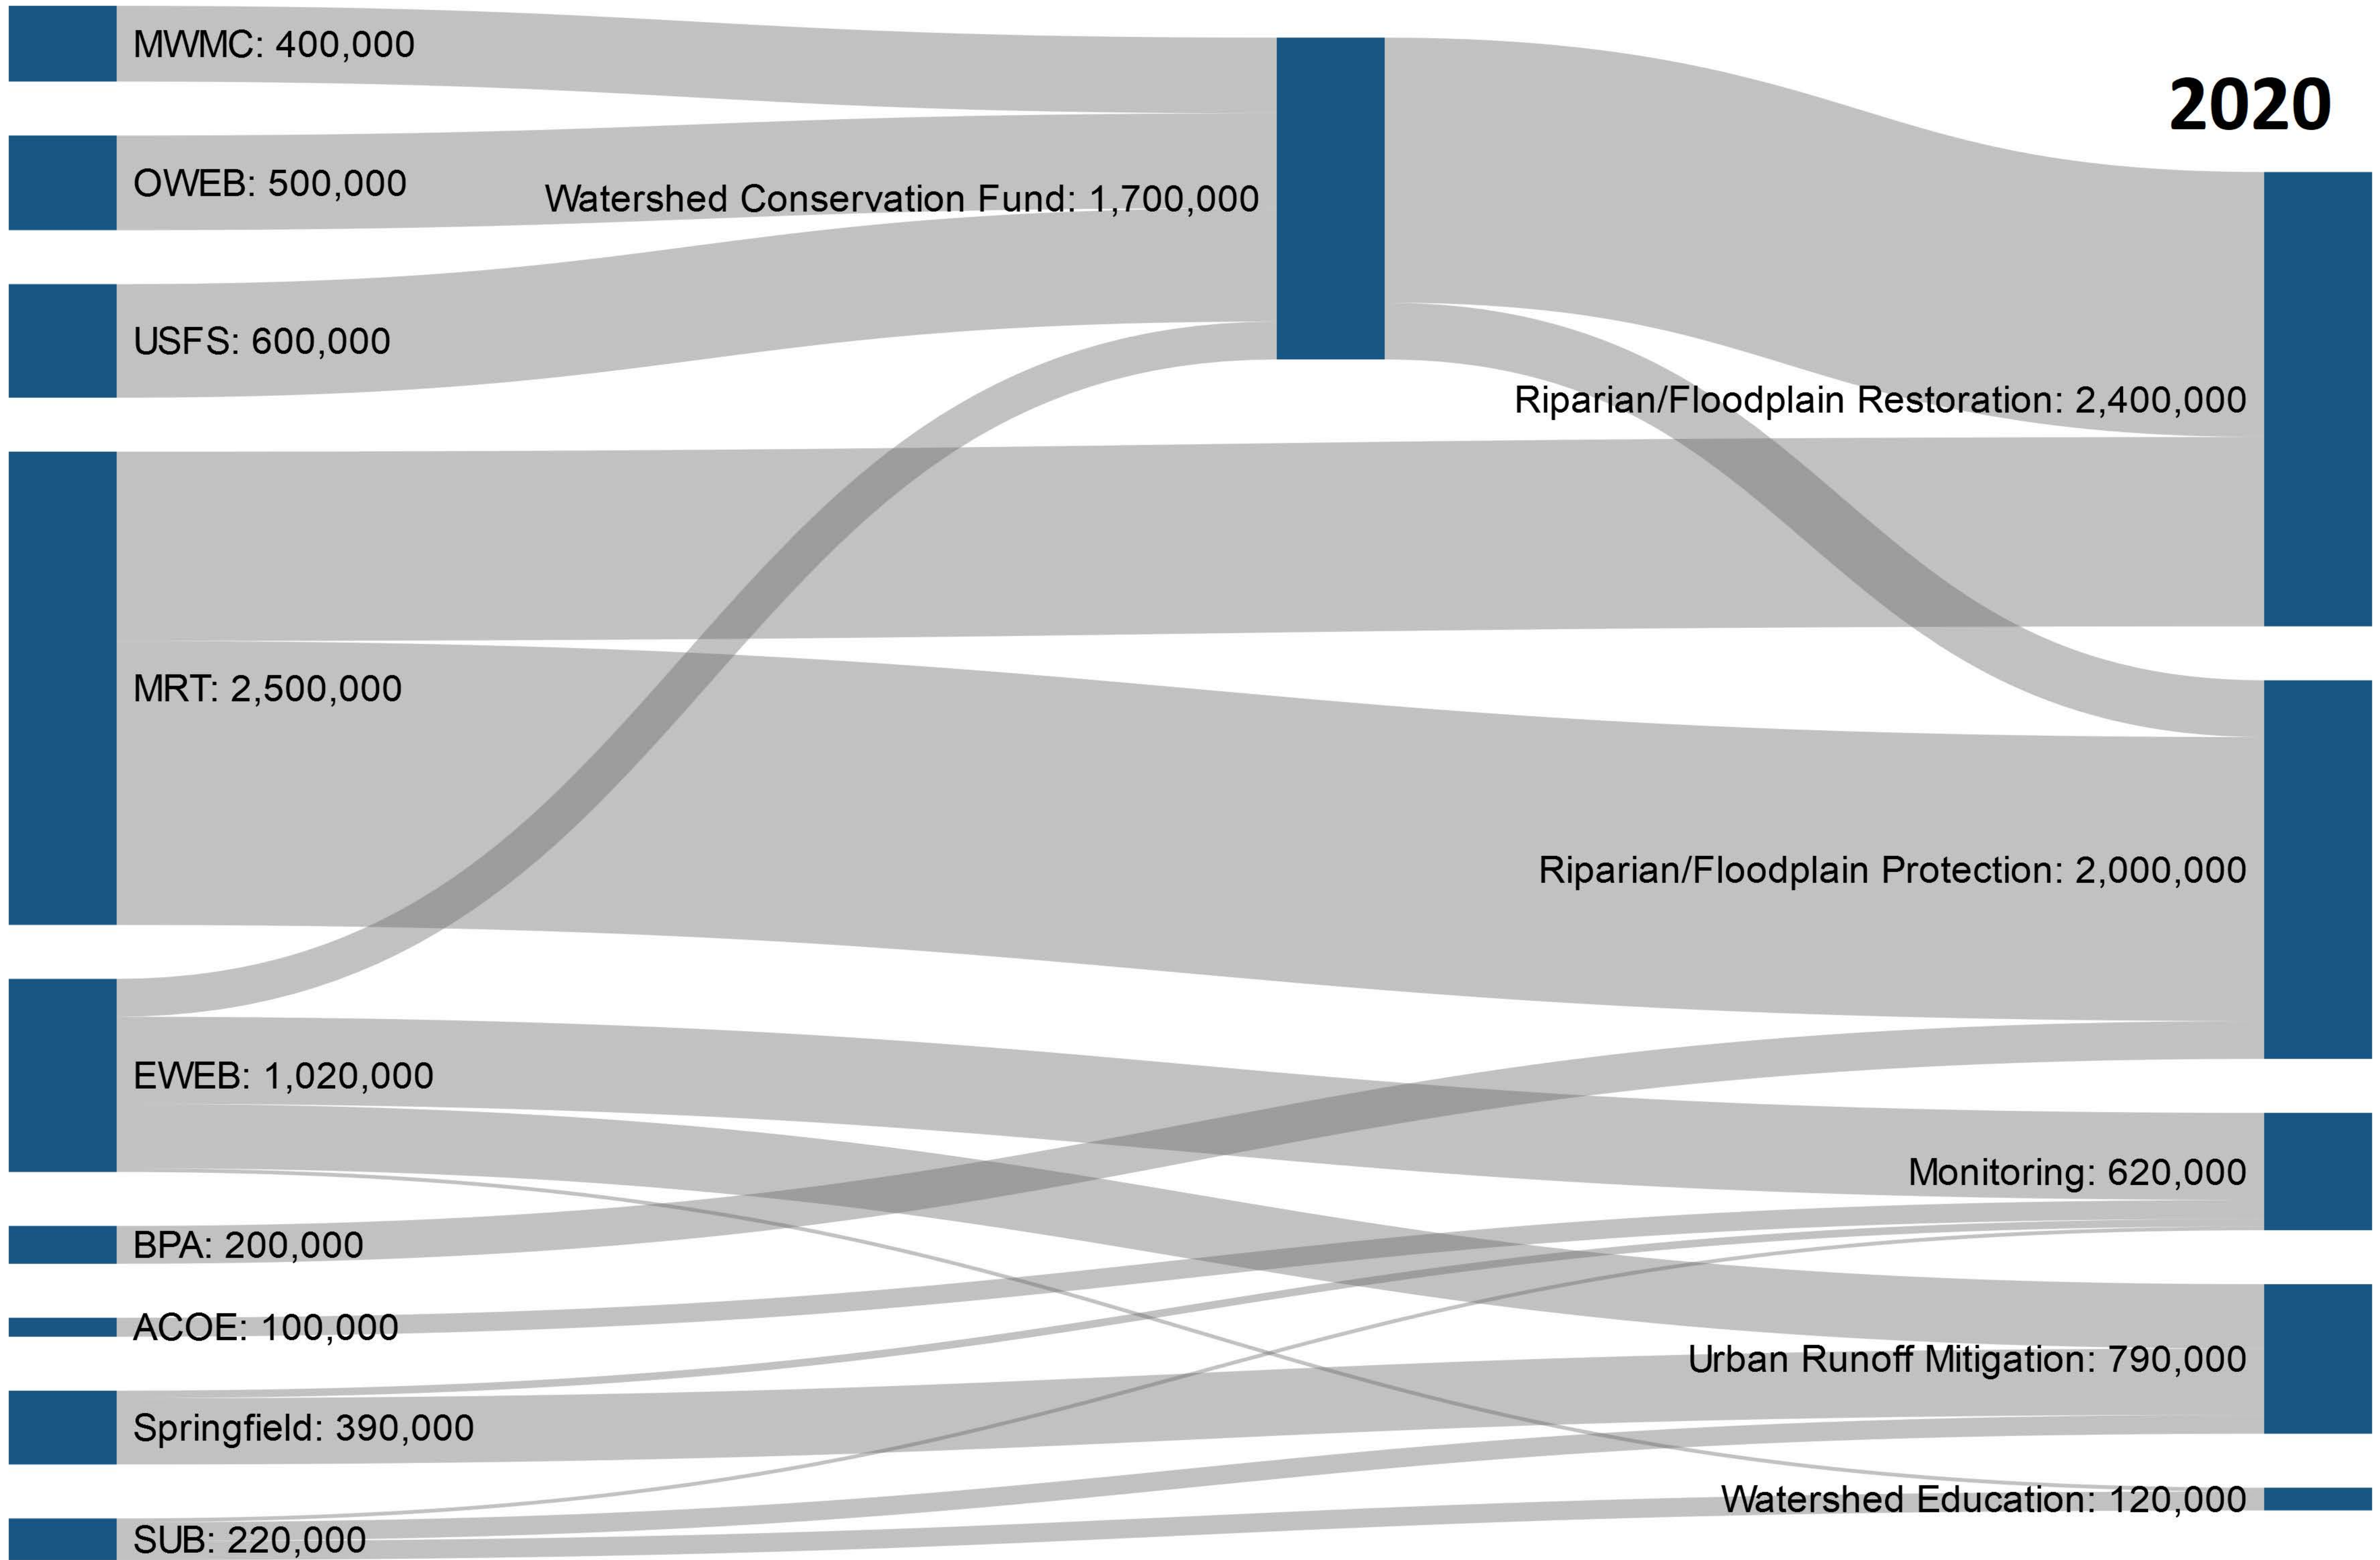 MWMC: 400,000
OWEB: 500,000
USFS: 600,000
MRT: 2,500,000
EWEB: 1,020,000
BPA: 200,000
ACOE: 100,000
Springfield: 390,000
SUB: 220,000
Watershed Conservation Fund: 1,700,000
2020
Riparian/Floodplain Restoration: 2,400,000
Riparian/Floodplain Protection: 2,000,000
Monitoring: 620,000
Urban Runoff Mitigation: 790,000
Watershed Education: 120,000